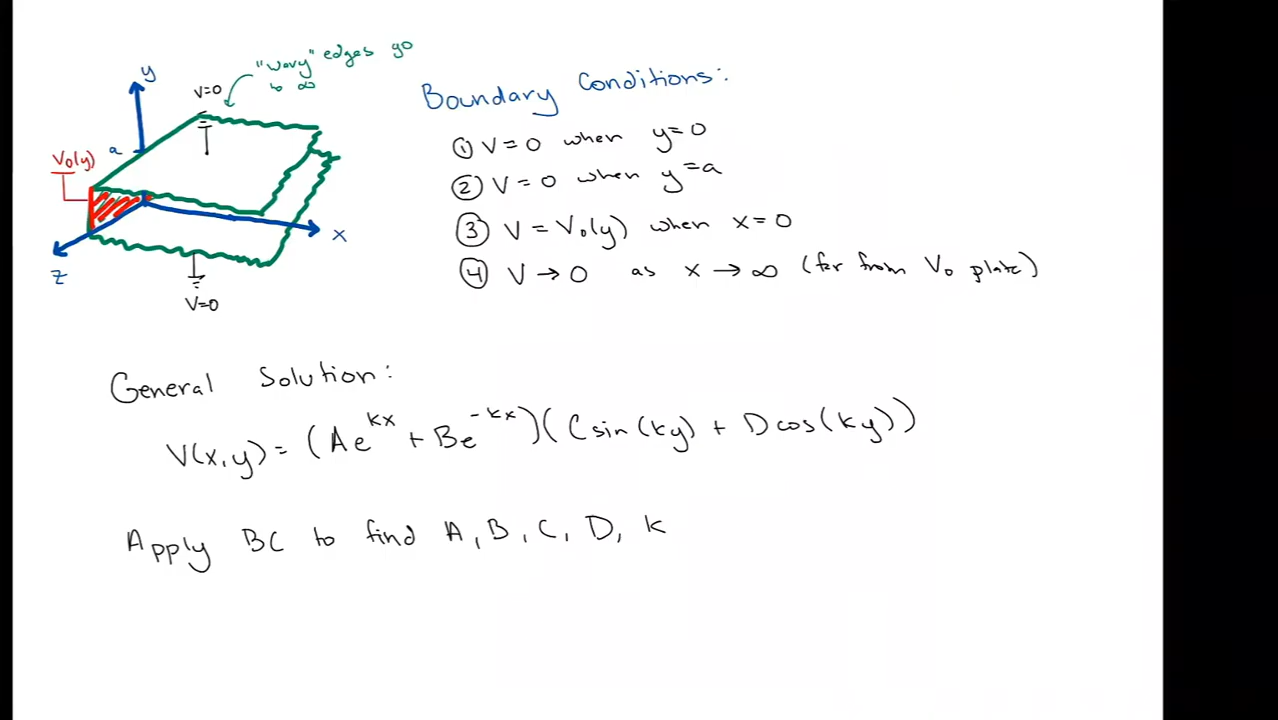 "wavy" edges go
to ∞
y
V=0
a
V₀(y)
x
z
V=0
Boundary Conditions:
① V=0 when y=0
② V=0 when y=a
③ V=V₀(y) when x=0
④ V→0 as x→∞ (far from V₀ plate)
General Solution:
V(x,y)=(Ae^{kx}+Be^{-kx})(Csin(ky)+Dcos(ky))
Apply BC to find A, B, C, D, k